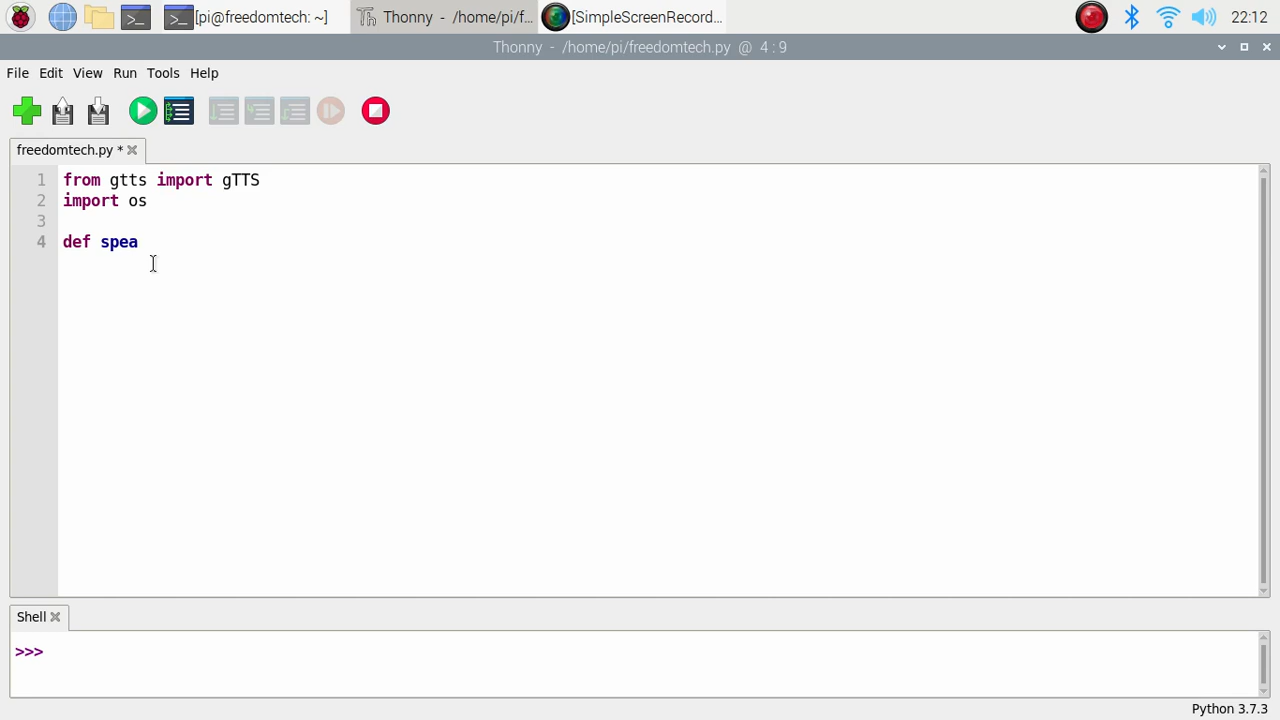 [pi@freedomtech: ~]
Thonny - /home/pi/f...
[SimpleScreenRecord...
22:12
Thonny - /home/pi/freedomtech.py @ 4 : 9
File Edit View Run Tools Help
freedomtech.py *
1 from gtts import gTTS
2 import os
3
4 def spea
Shell
>>>
Python 3.7.3